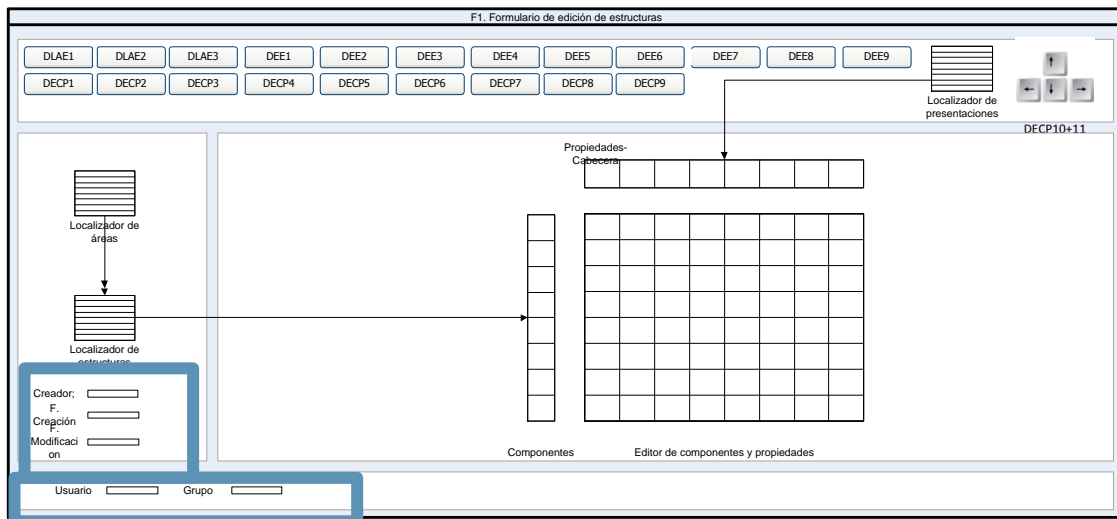 F1. Formulario de edición de estructuras
DLAE1 DLAE2 DLAE3 DEE1 DEE2 DEE3 DEE4 DEE5 DEE6 DEE7 DEE8 DEE9
DECP1 DECP2 DECP3 DECP4 DECP5 DECP6 DECP7 DECP8 DECP9
Localizador de
presentaciones
DECP10+11
Propiedades-
Cabecera
Localizador de
áreas
Localizador de
estructuras
Creador;
F.
Creación
F.
Modificaci
on
Componentes
Editor de componentes y propiedades
Usuario
Grupo